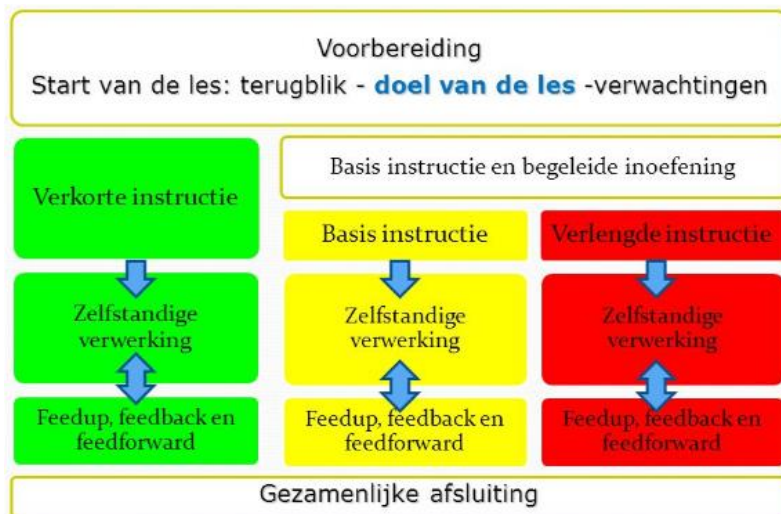 Voorbereiding
Start van de les: terugblik - doel van de les -verwachtingen
Verkorte instructie
Basis instructie en begeleide inoefening
Basis instructie
Verlengde instructie
Zelfstandige
verwerking
Zelfstandige
verwerking
Zelfstandige
verwerking
Feedup, feedback en
feedforward
Feedup, feedback en
feedforward
Feedup, feedback en
feedforward
Gezamenlijke afsluiting